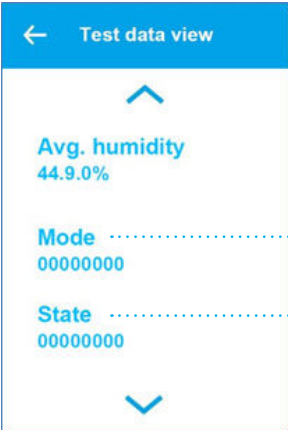 Test data view
Avg. humidity
44.9.0%
Mode
00000000
State
00000000